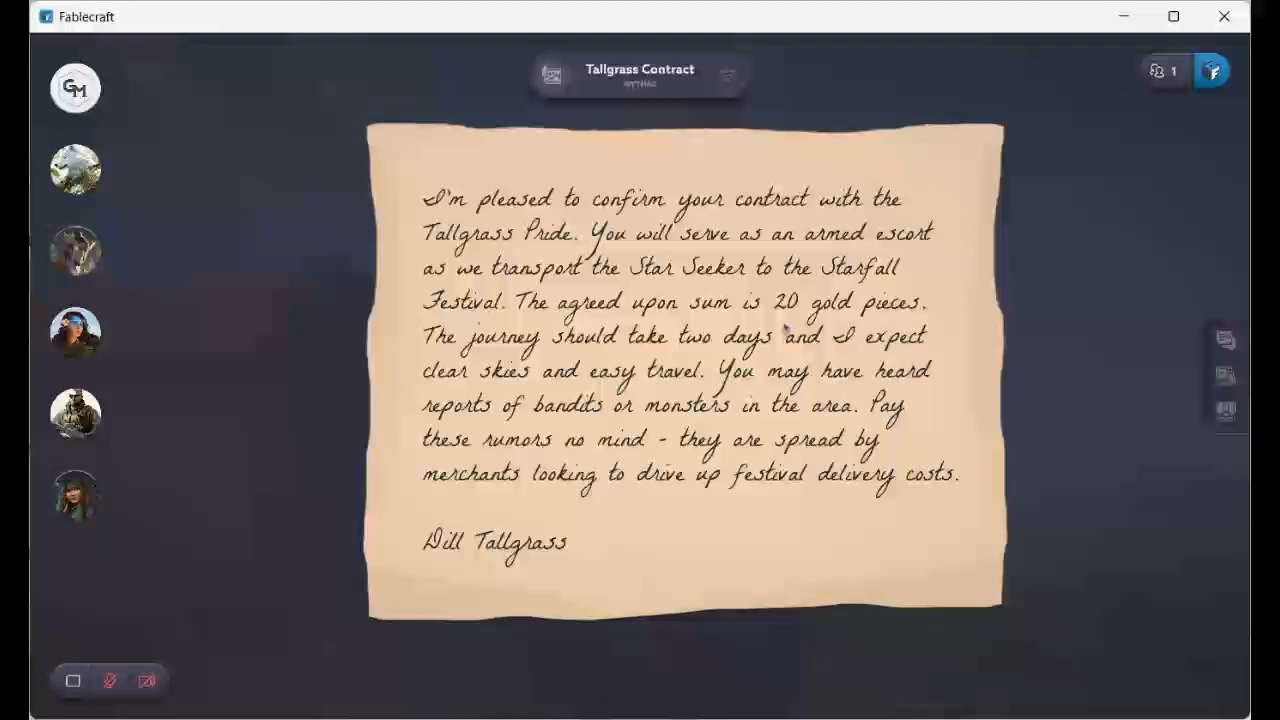 Fablecraft
GM
Tallgrass Contract
MYTHAS
1
I'm pleased to confirm your contract with the
Tallgrass Pride. You will serve as an armed escort
as we transport the Star Seeker to the Starfall
Festival. The agreed upon sum is 20 gold pieces.
The journey should take two days and I expect
clear skies and easy travel. You may have heard
reports of bandits or monsters in the area. Pay
these rumors no mind - they are spread by
merchants looking to drive up festival delivery costs.
Dill Tallgrass